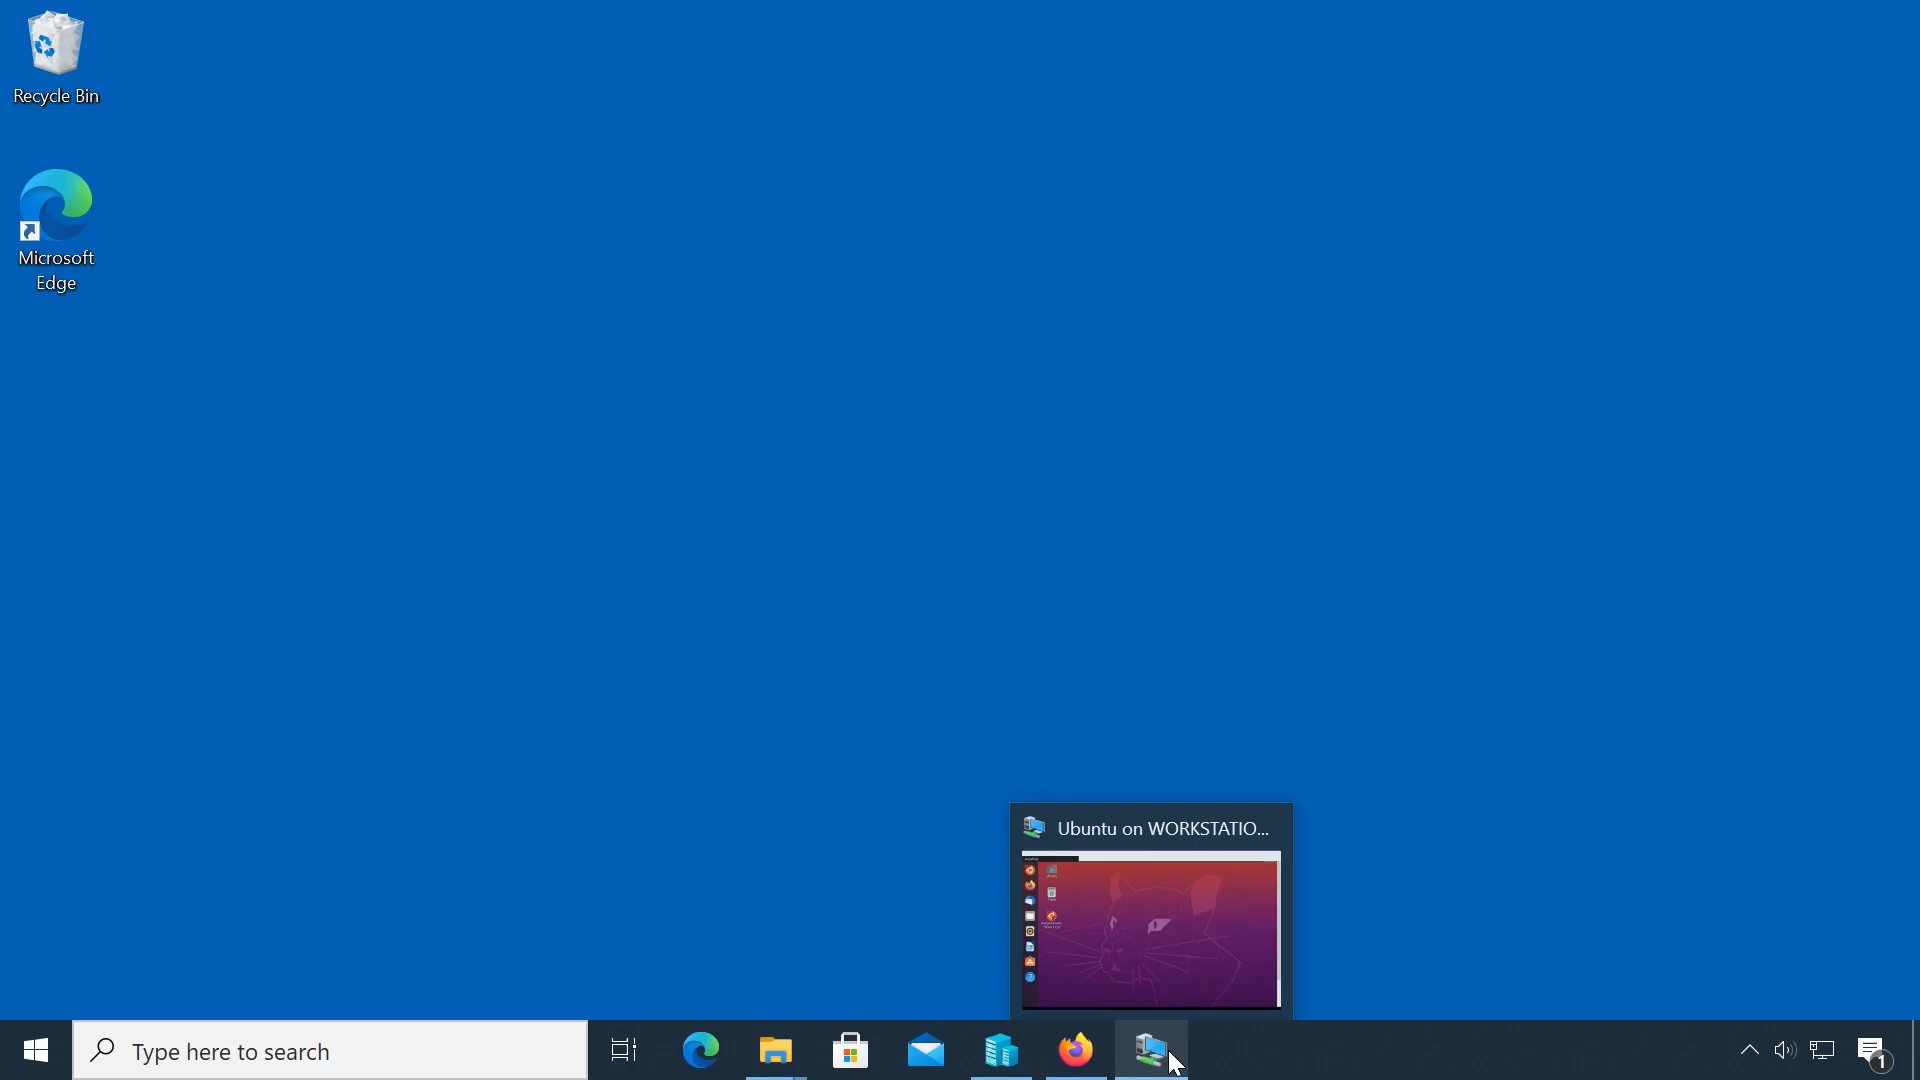 Recycle Bin
Microsoft
Edge
Ubuntu on WORKSTATIO...
Type here to search
1